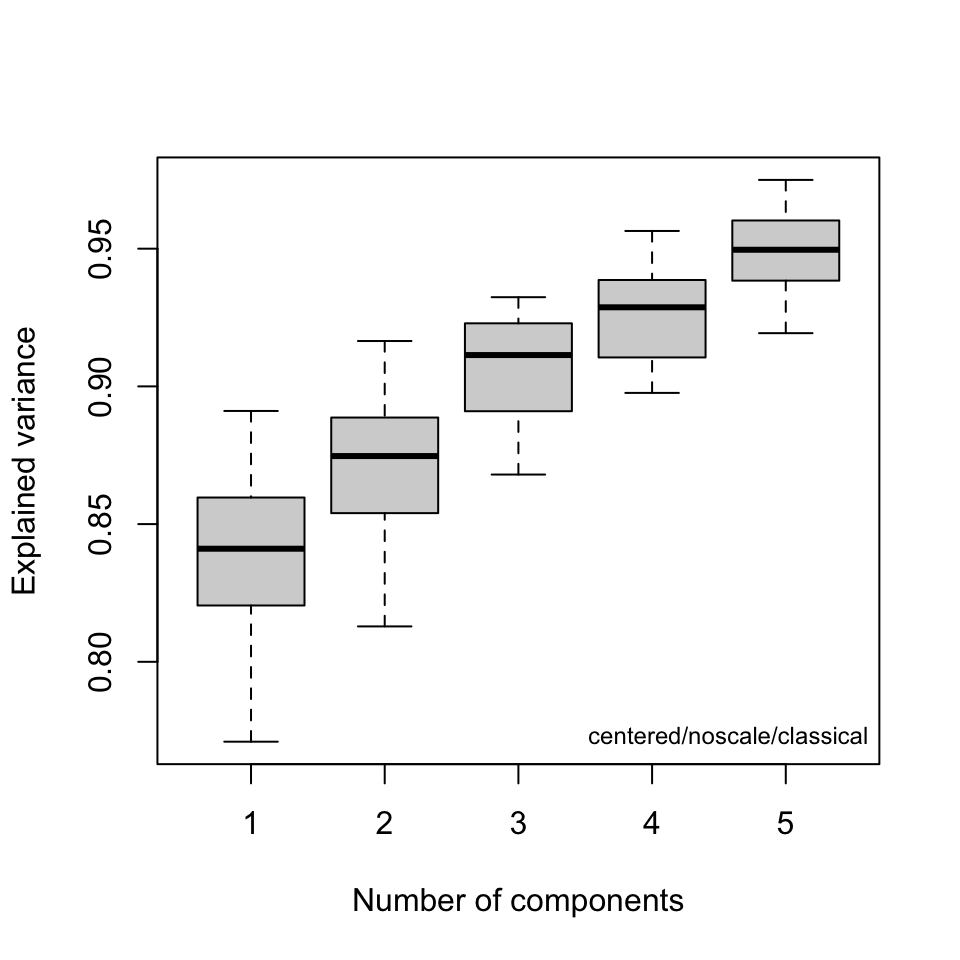 Explained variance
0.95
0.90
0.85
0.80
centered/noscale/classical
1 2 3 4 5
Number of components